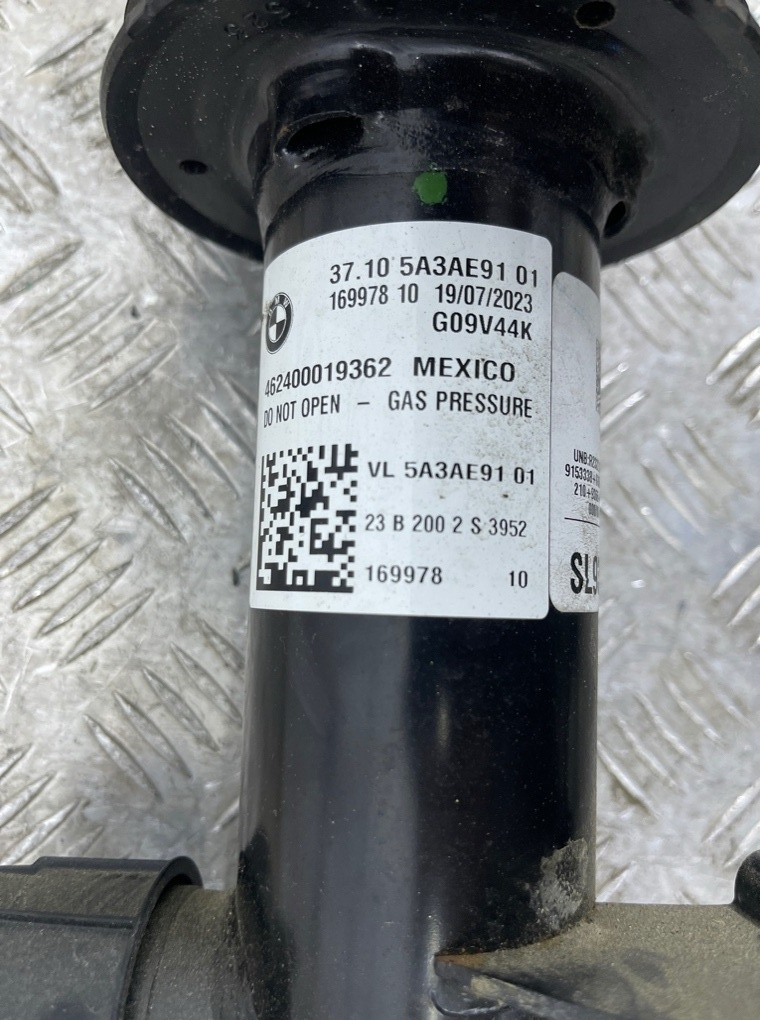 37.10 5A3AE91 01
169978 10 19/07/2023
G09V44K
BMW
462400019362 MEXICO
DO NOT OPEN – GAS PRESSURE
VL 5A3AE91 01
23 B 200 2 S 3952
169978 10